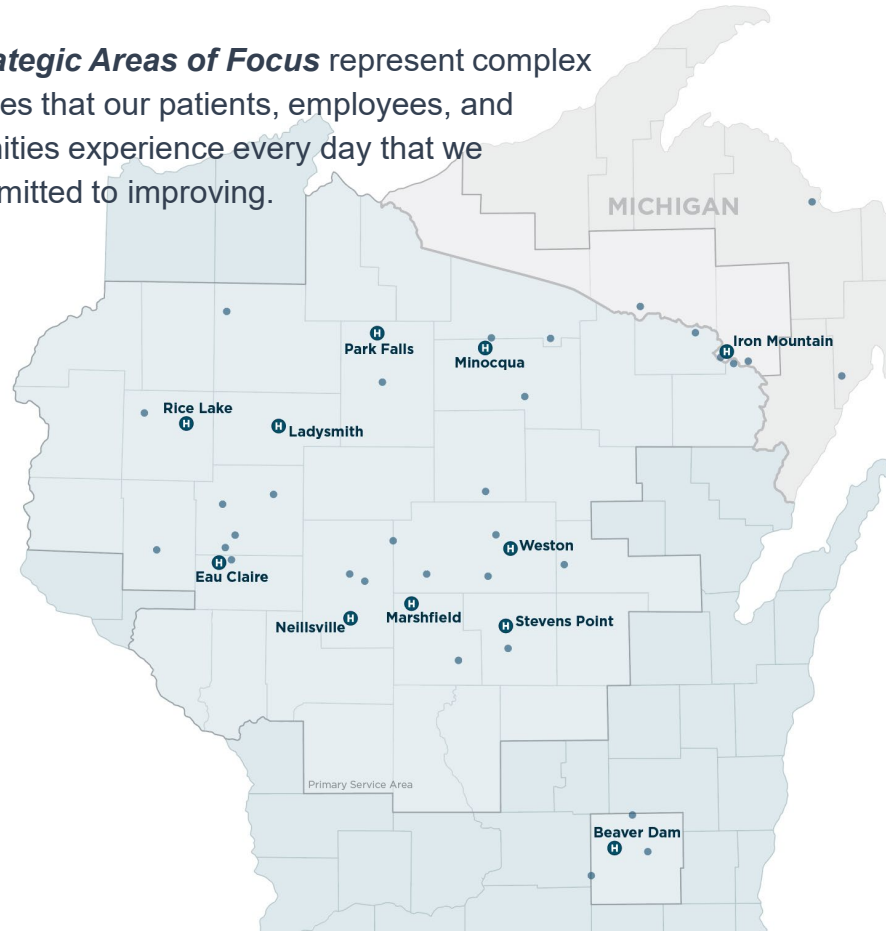 ategic Areas of Focus represent complex
es that our patients, employees, and
ities experience every day that we
mitted to improving.
MICHIGAN
H
Park Falls
H
Minocqua
H
Iron Mountain
Rice Lake
H
H
Ladysmith
H
Weston
H
Eau Claire
H
Marshfield
H
Neillsville
H
Stevens Point
Primary Service Area
Beaver Dam
H